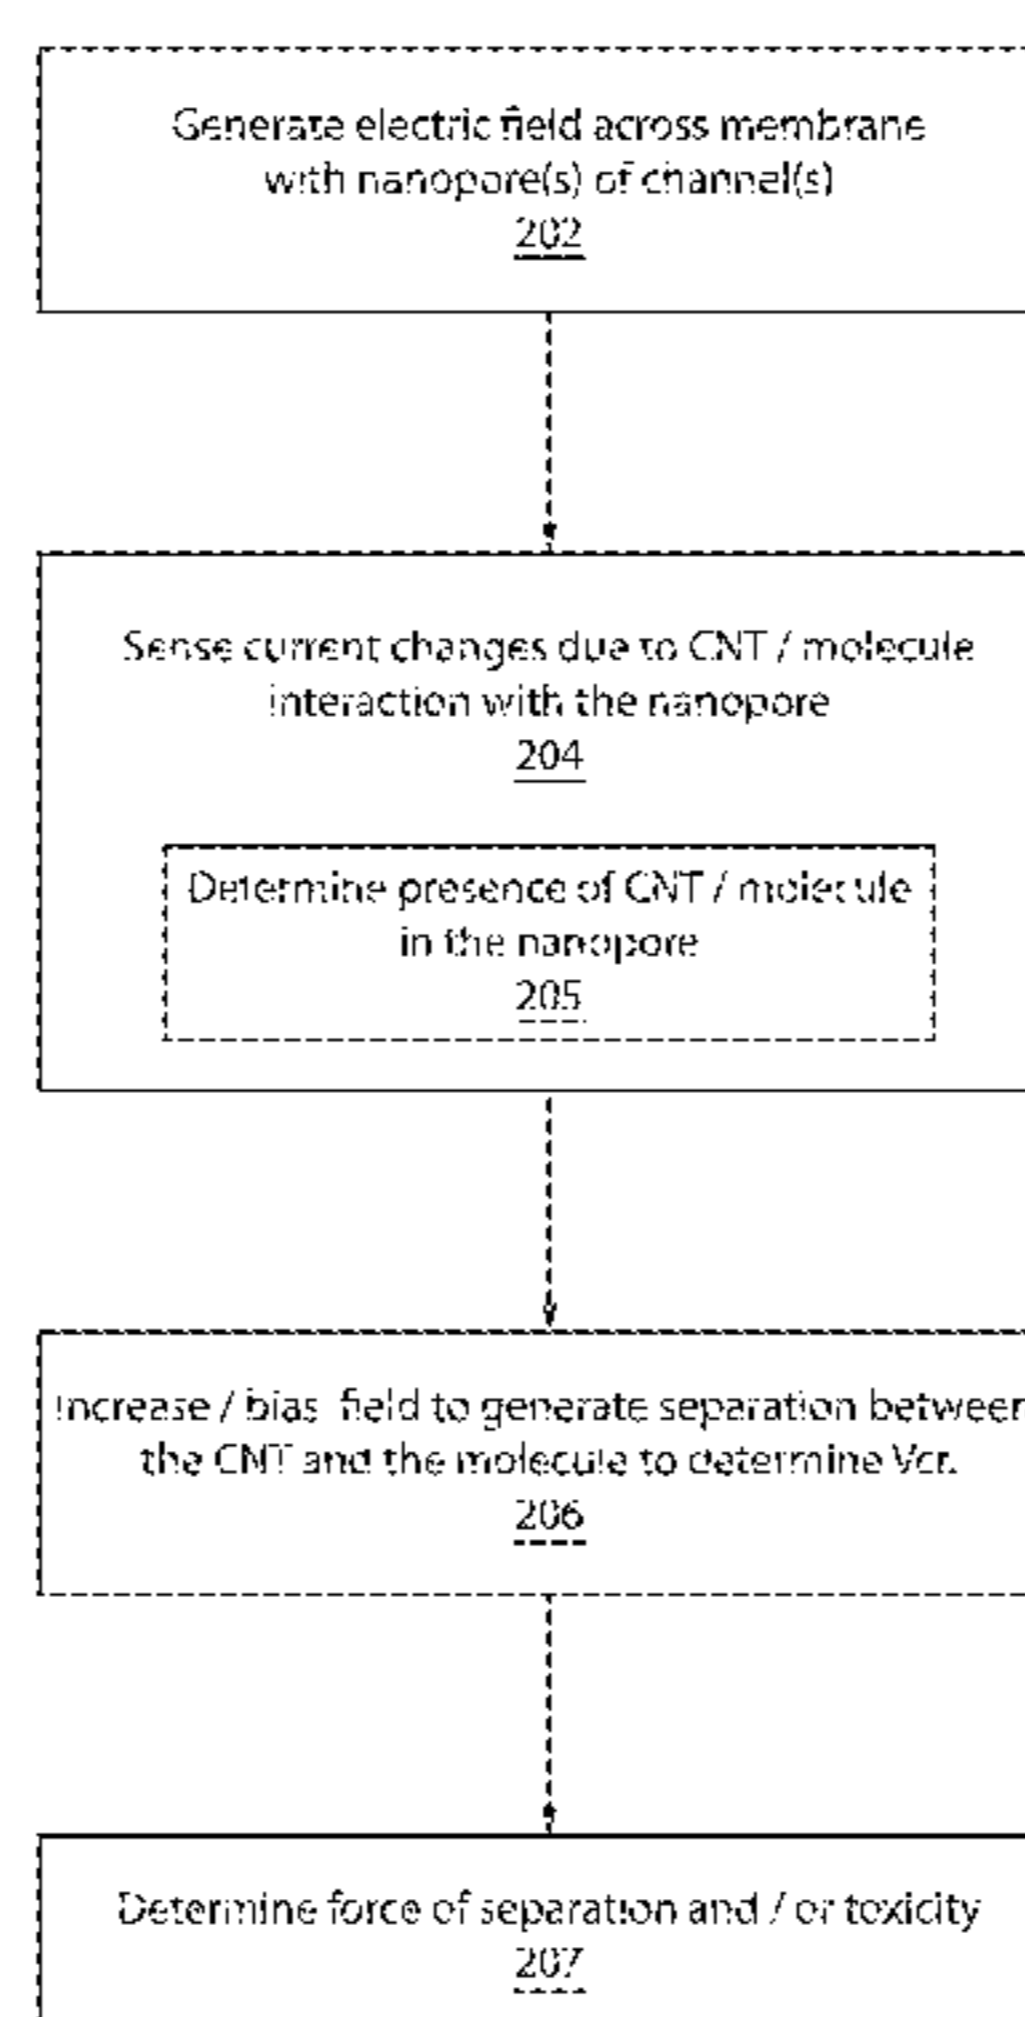 Generate electric field across membrane
with nanopore(s) of channel(s)
202
Sense current changes due to CNT / molecule
interaction with the nanopore
204
Determine presence of CNT / molecule
in the nanopore
205
Increase / bias field to generate separation between
the CNT and the molecule to determine Vcr.
206
Determine force of separation and / or toxicity
207